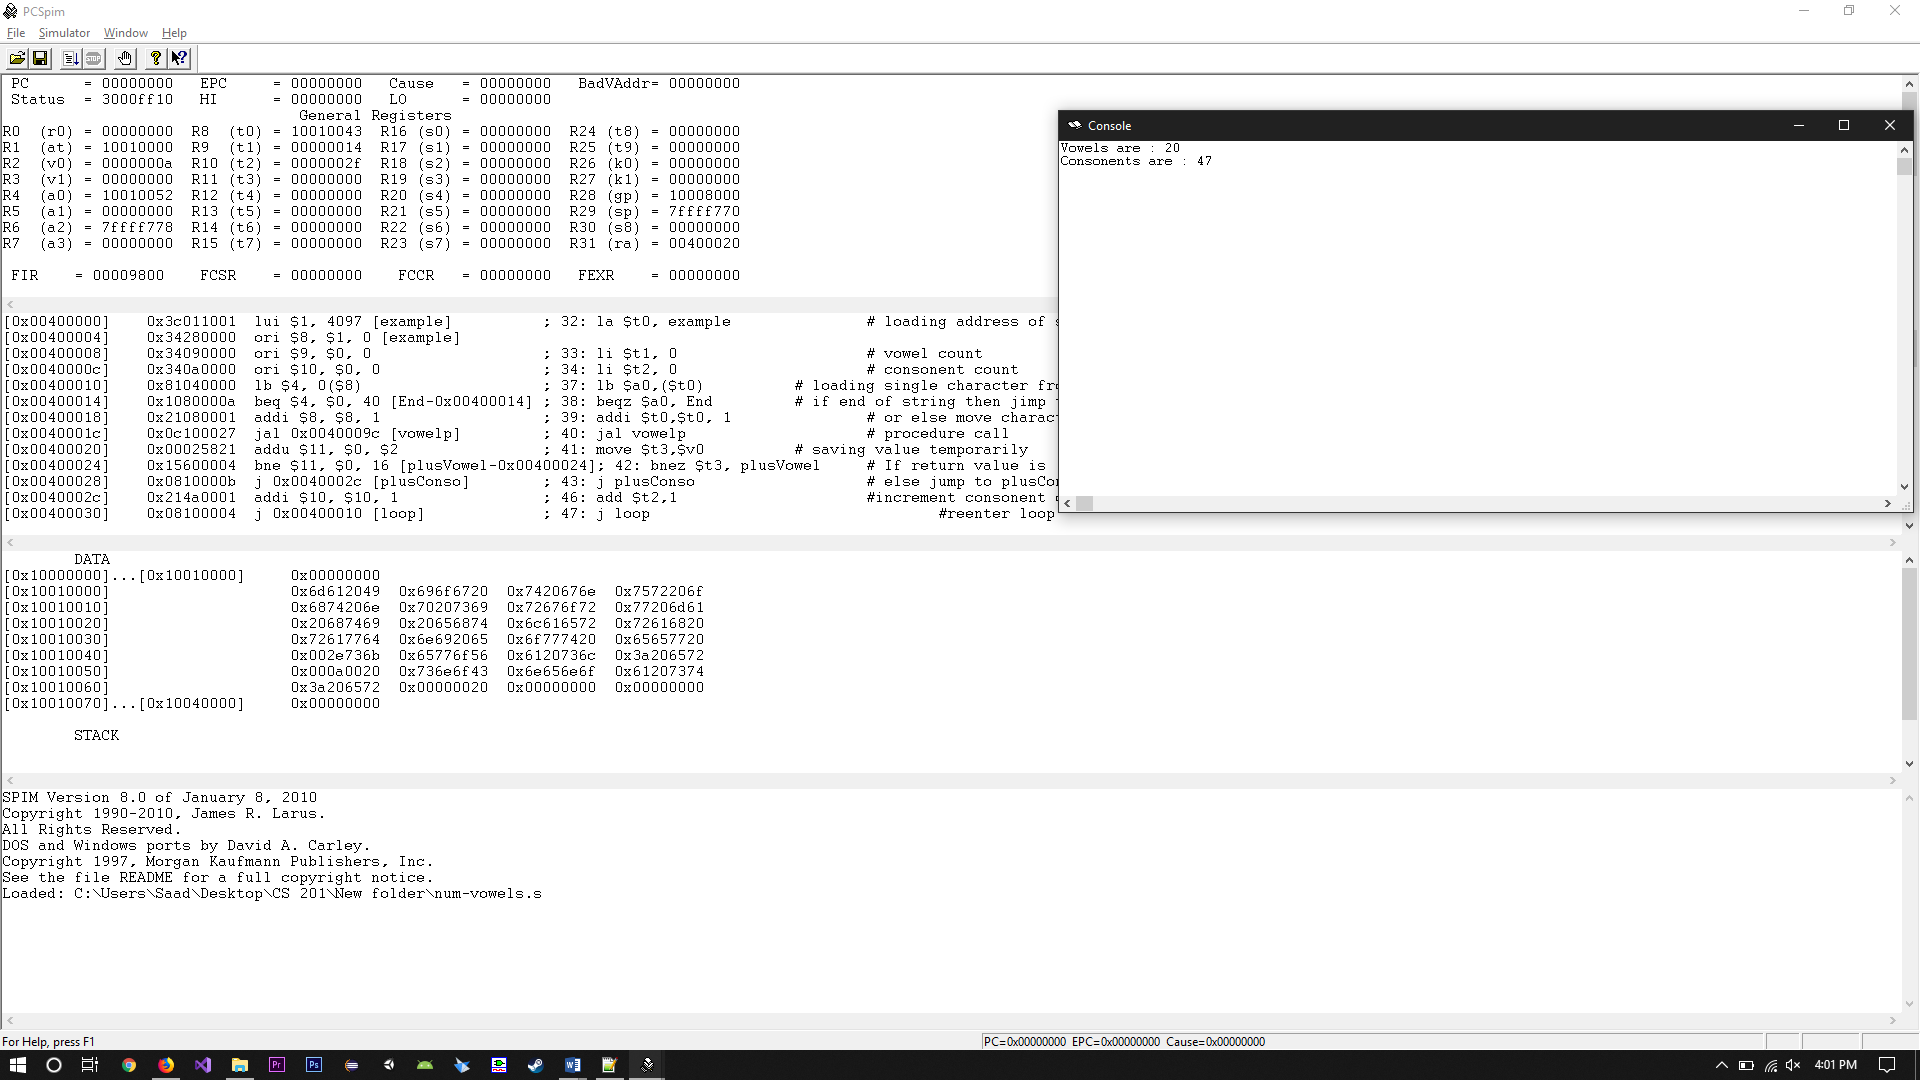 PCSpim
File Simulator Window Help
PC = 00000000 EPC = 00000000 Cause = 00000000 BadVAddr= 00000000
Status = 3000ff10 HI = 00000000 LO = 00000000
General Registers
R0 (r0) = 00000000 R8 (t0) = 10010043 R16 (s0) = 00000000 R24 (t8) = 00000000
R1 (at) = 10010000 R9 (t1) = 00000014 R17 (s1) = 00000000 R25 (t9) = 00000000
R2 (v0) = 0000000a R10 (t2) = 0000002f R18 (s2) = 00000000 R26 (k0) = 00000000
R3 (v1) = 00000000 R11 (t3) = 00000000 R19 (s3) = 00000000 R27 (k1) = 00000000
R4 (a0) = 10010052 R12 (t4) = 00000000 R20 (s4) = 00000000 R28 (gp) = 10008000
R5 (a1) = 00000000 R13 (t5) = 00000000 R21 (s5) = 00000000 R29 (sp) = 7ffff770
R6 (a2) = 7ffff778 R14 (t6) = 00000000 R22 (s6) = 00000000 R30 (s8) = 00000000
R7 (a3) = 00000000 R15 (t7) = 00000000 R23 (s7) = 00000000 R31 (ra) = 00400020
FIR = 00009800 FCSR = 00000000 FCCR = 00000000 FEXR = 00000000
Console
Vowels are : 20
Consonents are : 47
[0x00400000] 0x3c011001 lui $1, 4097 [example] ; 32: la $t0, example # loading address of s
[0x00400004] 0x34280000 ori $8, $1, 0 [example]
[0x00400008] 0x34090000 ori $9, $0, 0 ; 33: li $t1, 0 # vowel count
[0x0040000c] 0x340a0000 ori $10, $0, 0 ; 34: li $t2, 0 # consonent count
[0x00400010] 0x81040000 lb $4, 0($8) ; 37: lb $a0,($t0) # loading single character fro
[0x00400014] 0x1080000a beq $4, $0, 40 [End-0x00400014] ; 38: beqz $a0, End # if end of string then jimp
[0x00400018] 0x21080001 addi $8, $8, 1 ; 39: addi $t0,$t0, 1 # or else move charact
[0x0040001c] 0x0c100027 jal 0x0040009c [vowelp] ; 40: jal vowelp # procedure call
[0x00400020] 0x00025821 addu $11, $0, $2 ; 41: move $t3,$v0 # saving value temporarily
[0x00400024] 0x15600004 bne $11, $0, 16 [plusVowel-0x00400024]; 42: bnez $t3, plusVowel # If return value is
[0x00400028] 0x0810000b j 0x0040002c [plusConso] ; 43: j plusConso # else jump to plusCon
[0x0040002c] 0x214a0001 addi $10, $10, 1 ; 46: add $t2,1 #increment consonent
[0x00400030] 0x08100004 j 0x00400010 [loop] ; 47: j loop #reenter loop
DATA
[0x10000000]...[0x10010000] 0x00000000
[0x10010000] 0x6d612049 0x696f6720 0x7420676e 0x7572206f
[0x10010010] 0x6874206e 0x70207369 0x72676f72 0x77206d61
[0x10010020] 0x20687469 0x20656874 0x6c616572 0x72616820
[0x10010030] 0x72617764 0x6e692065 0x6f777420 0x65657720
[0x10010040] 0x002e736b 0x65776f56 0x6120736c 0x3a206572
[0x10010050] 0x000a0020 0x736e6f43 0x6e656e6f 0x61207374
[0x10010060] 0x3a206572 0x00000020 0x00000000 0x00000000
[0x10010070]...[0x10040000] 0x00000000
STACK
SPIM Version 8.0 of January 8, 2010
Copyright 1990-2010, James R. Larus.
All Rights Reserved.
DOS and Windows ports by David A. Carley.
Copyright 1997, Morgan Kaufmann Publishers, Inc.
See the file README for a full copyright notice.
Loaded: C:\Users\Saad\Desktop\CS 201\New folder\num-vowels.s
For Help, press F1
PC=0x00000000 EPC=0x00000000 Cause=0x00000000
4:01 PM